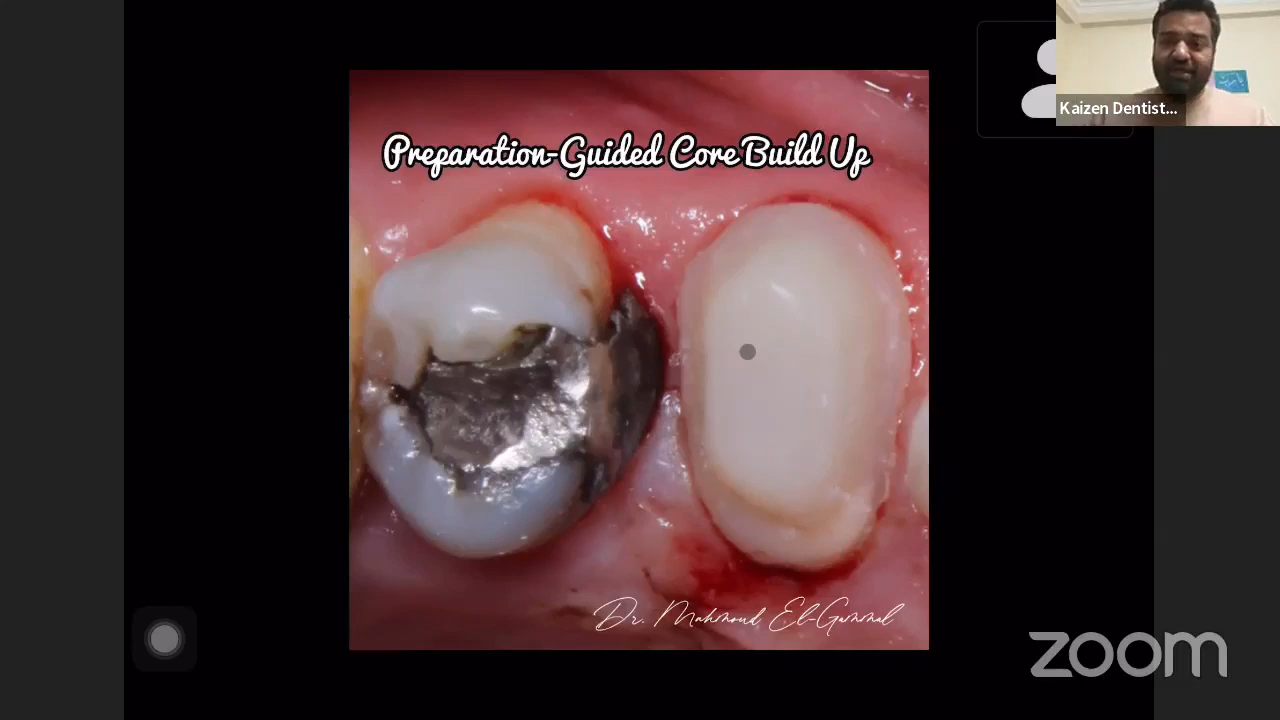 Kaizen Dentist...
Preparation-Guided Core Build Up
Dr. Mahmoud El-Gammal
zoom